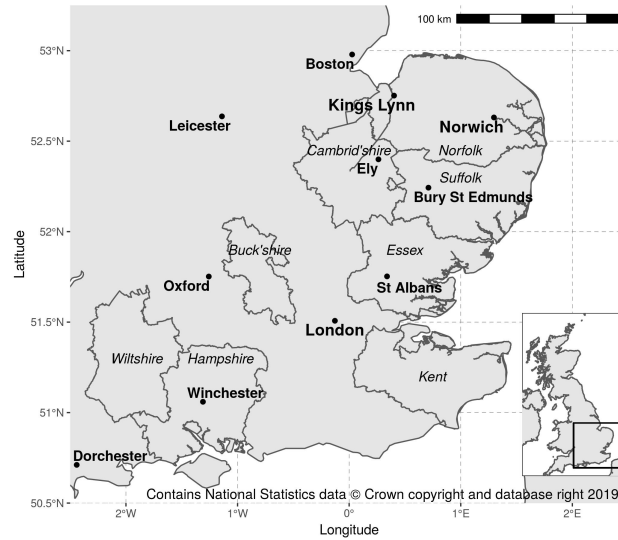 100 km
53°N
Boston
Kings Lynn
Leicester
Norwich
52.5°N
Cambrid'shire
Norfolk
Ely
Suffolk
Bury St Edmunds
52°N
Buck'shire
Essex
Oxford
St Albans
51.5°N
London
Wiltshire
Hampshire
Kent
Winchester
51°N
Dorchester
Contains National Statistics data © Crown copyright and database right 2019
50.5°N
2°W
1°W
0°
1°E
2°E
Longitude
Latitude